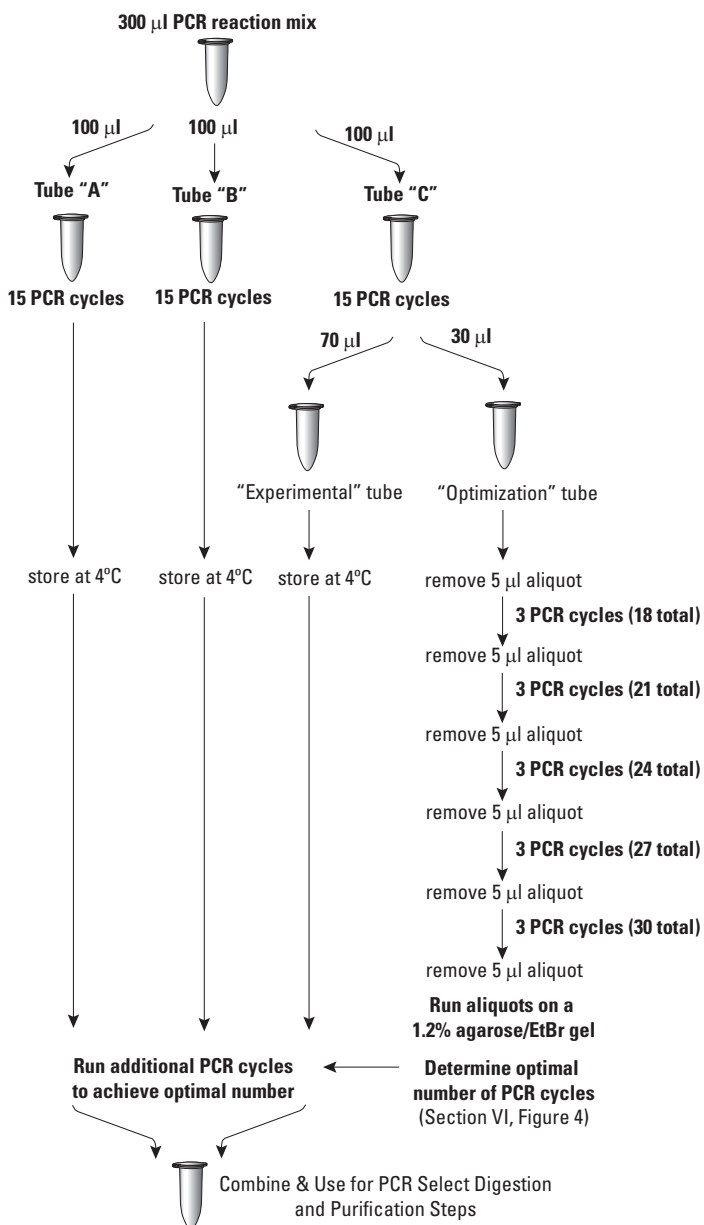 300 μl PCR reaction mix
100 μl
100 μl
100 μl
Tube “A”
Tube “B”
Tube “C”
15 PCR cycles
15 PCR cycles
15 PCR cycles
70 μl
30 μl
“Experimental” tube
“Optimization” tube
store at 4ºC
store at 4ºC
store at 4ºC
remove 5 μl aliquot
3 PCR cycles (18 total)
remove 5 μl aliquot
3 PCR cycles (21 total)
remove 5 μl aliquot
3 PCR cycles (24 total)
remove 5 μl aliquot
3 PCR cycles (27 total)
remove 5 μl aliquot
3 PCR cycles (30 total)
remove 5 μl aliquot
Run aliquots on a
1.2% agarose/EtBr gel
Run additional PCR cycles
to achieve optimal number
Determine optimal
number of PCR cycles
(Section VI, Figure 4)
Combine & Use for PCR Select Digestion
and Purification Steps